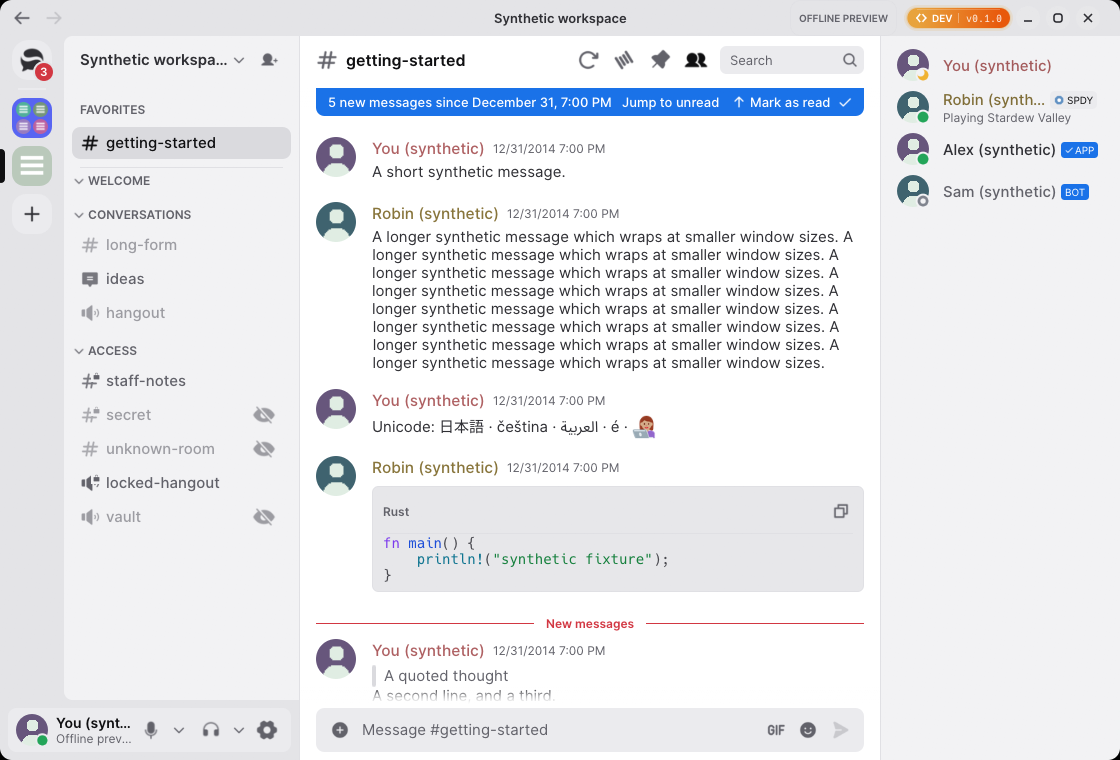 Synthetic workspace
OFFLINE PREVIEW
DEV
v0.1.0
3
Synthetic workspa...
FAVORITES
getting-started
WELCOME
CONVERSATIONS
long-form
ideas
hangout
ACCESS
staff-notes
secret
unknown-room
locked-hangout
vault
You (synt...
Offline prev...
# getting-started
Search
5 new messages since December 31, 7:00 PM
Jump to unread
Mark as read
You (synthetic) 12/31/2014 7:00 PM
A short synthetic message.
Robin (synthetic) 12/31/2014 7:00 PM
A longer synthetic message which wraps at smaller window sizes. A
longer synthetic message which wraps at smaller window sizes. A
longer synthetic message which wraps at smaller window sizes. A
longer synthetic message which wraps at smaller window sizes. A
longer synthetic message which wraps at smaller window sizes. A
longer synthetic message which wraps at smaller window sizes. A
longer synthetic message which wraps at smaller window sizes. A
longer synthetic message which wraps at smaller window sizes.
You (synthetic) 12/31/2014 7:00 PM
Unicode: 日本語 · čeština · العربية · é · 👩🏽‍💻
Robin (synthetic) 12/31/2014 7:00 PM
Rust
fn main() {
    println!("synthetic fixture");
}
New messages
You (synthetic) 12/31/2014 7:00 PM
A quoted thought
A second line, and a third.
Message #getting-started
GIF
You (synthetic)
Robin (synth... SPDY
Playing Stardew Valley
Alex (synthetic) APP
Sam (synthetic) BOT